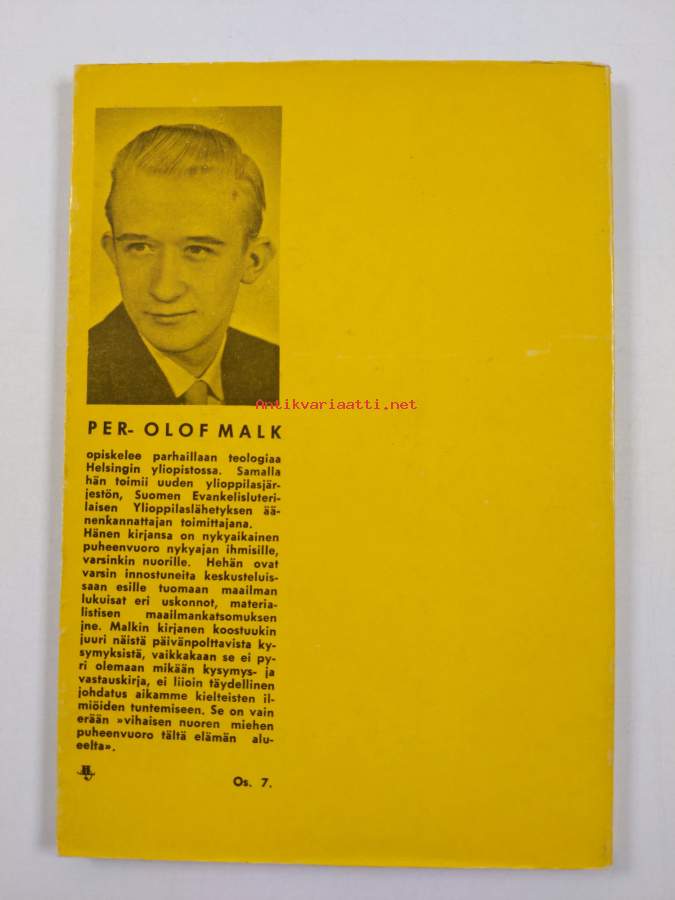 Antikvariaatti.net
PER- OLOF MALK
opiskelee parhaillaan teologiaa
Helsingin yliopistossa. Samalla
hän toimii uuden ylioppilasjär-
jestön, Suomen Evankelisluteri-
laisen Ylioppilaslähetyksen ää-
nenkannattajan toimittajana.
Hänen kirjansa on nykyaikainen
puheenvuoro nykyajan ihmisille,
varsinkin nuorille. Hehän ovat
varsin innostuneita keskusteluis-
saan esille tuomaan maailman
lukuisat eri uskonnot, materia-
listisen maailmankatsomuksen
jne. Malkin kirjanen koostuukin
juuri näistä päivänpolttavista ky-
symyksistä, vaikkakaan se ei py-
ri olemaan mikään kysymys- ja
vastauskirja, ei liioin täydellinen
johdatus aikamme kielteisten il-
miöiden tuntemiseen. Se on vain
erään »vihaisen nuoren miehen
puheenvuoro tältä elämän alu-
eelta».
Os. 7.